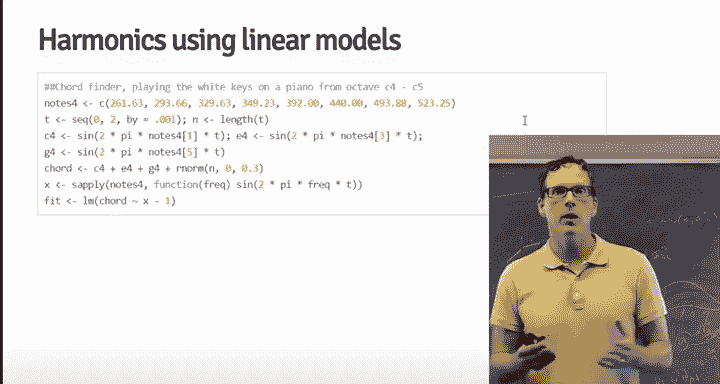 Harmonics using linear models
##Chord finder, playing the white keys on a piano from octave c4 - c5
notes4 <- c(261.63, 293.66, 329.63, 349.23, 392.00, 440.00, 493.88, 523.25)
t <- seq(0, 2, by = .001); n <- length(t)
c4 <- sin(2 * pi * notes4[1] * t); e4 <- sin(2 * pi * notes4[3] * t);
g4 <- sin(2 * pi * notes4[5] * t)
chord <- c4 + e4 + g4 + rnorm(n, 0, 0.3)
x <- sapply(notes4, function(freq) sin(2 * pi * freq * t))
fit <- lm(chord ~ x - 1)